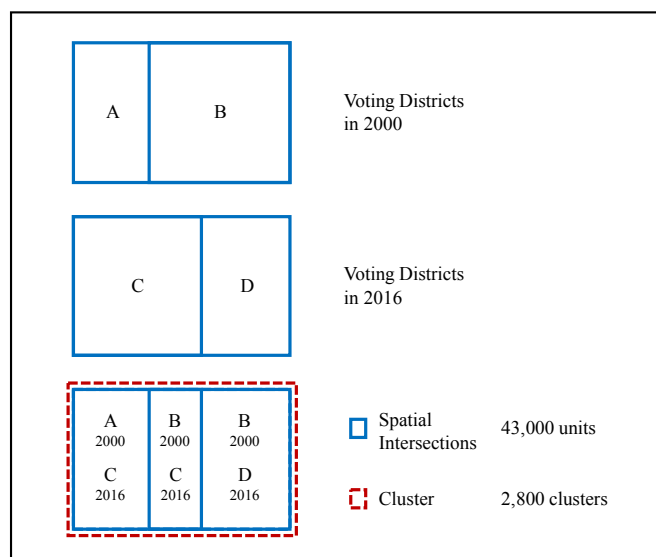 A
B
Voting Districts
in 2000
C
D
Voting Districts
in 2016
A
2000
B
2000
B
2000
C
2016
C
2016
D
2016
Spatial
Intersections
43,000 units
Cluster
2,800 clusters